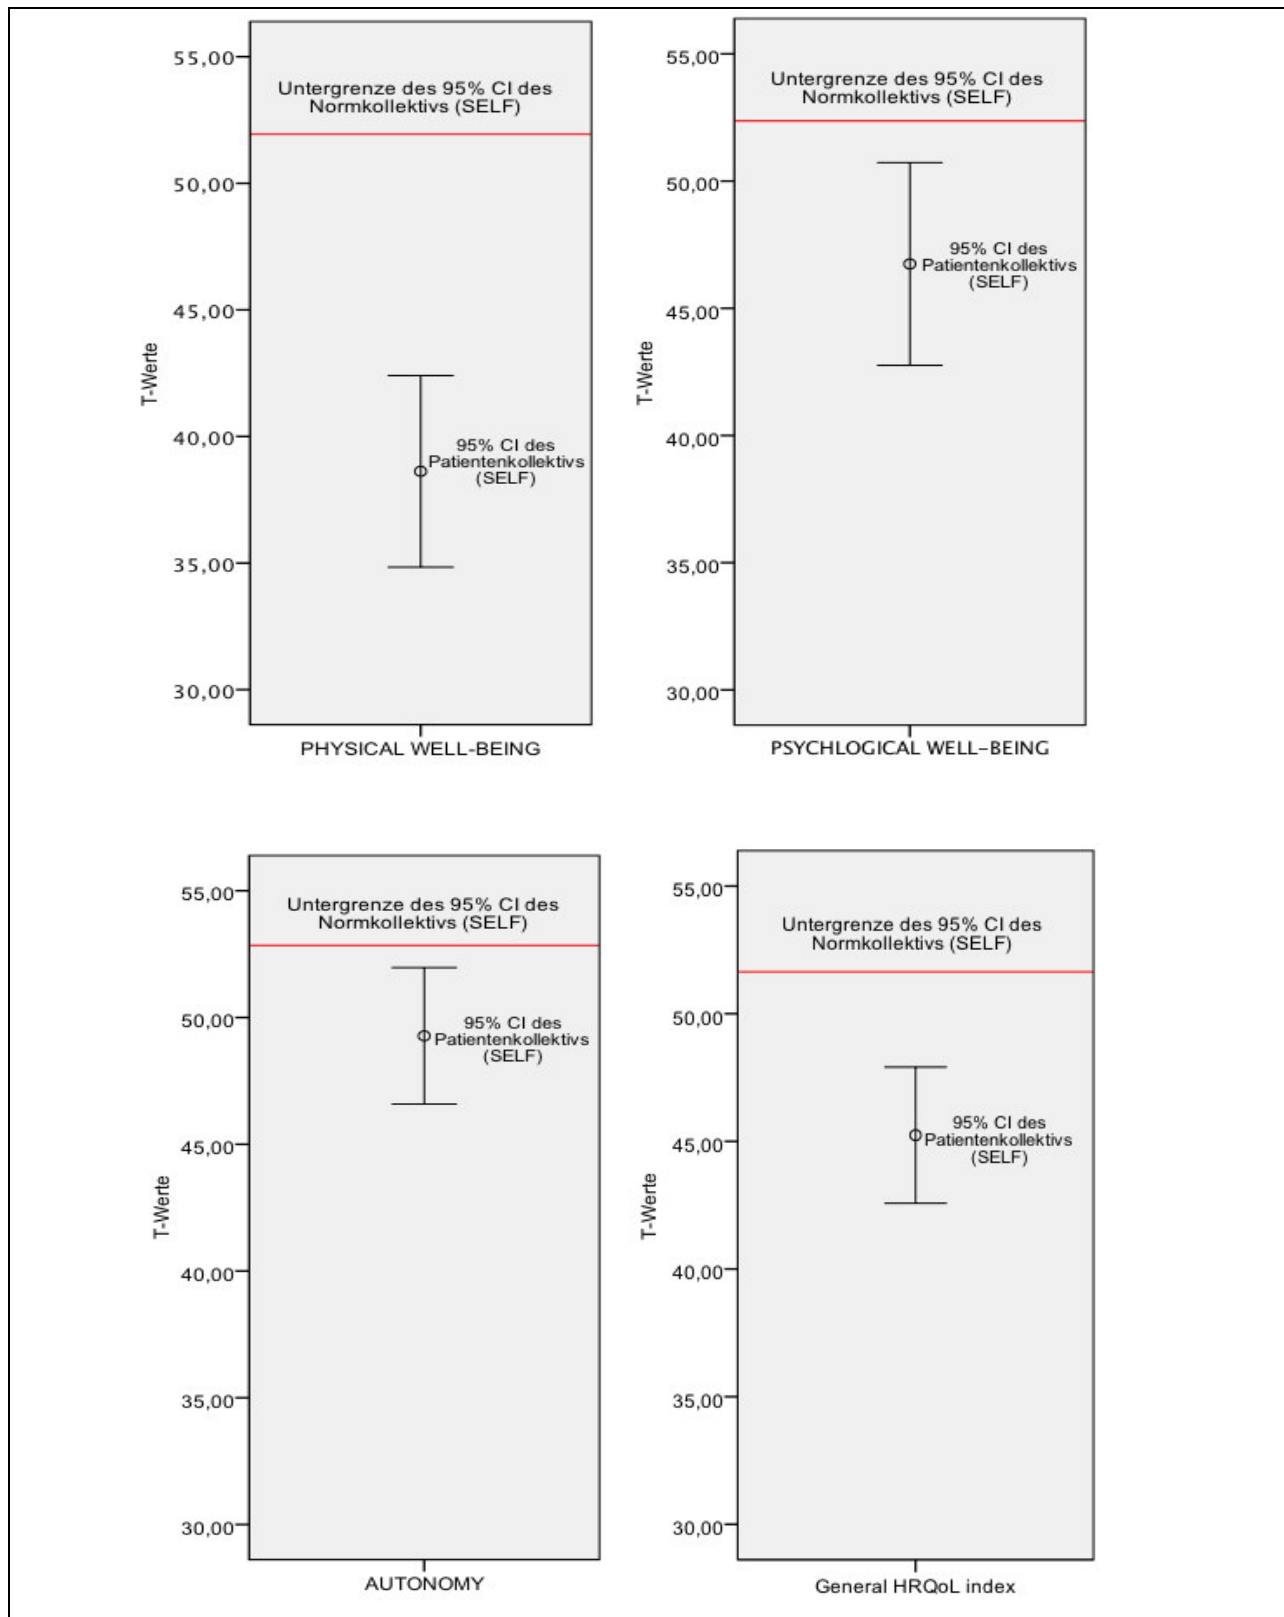 55,00
Untergrenze des 95% CI des
Normkollektivs (SELF)
50,00
45,00
T-Werte
40,00
95% CI des
Patientenkollektivs
(SELF)
35,00
30,00
PHYSICAL WELL-BEING
55,00
Untergrenze des 95% CI des
Normkollektivs (SELF)
50,00
95% CI des
Patientenkollektivs
(SELF)
45,00
T-Werte
40,00
35,00
30,00
PSYCHLOGICAL WELL-BEING
55,00
Untergrenze des 95% CI des
Normkollektivs (SELF)
50,00
95% CI des
Patientenkollektivs
(SELF)
45,00
T-Werte
40,00
35,00
30,00
AUTONOMY
55,00
Untergrenze des 95% CI des
Normkollektivs (SELF)
50,00
45,00
95% CI des
Patientenkollektivs
(SELF)
T-Werte
40,00
35,00
30,00
General HRQoL index